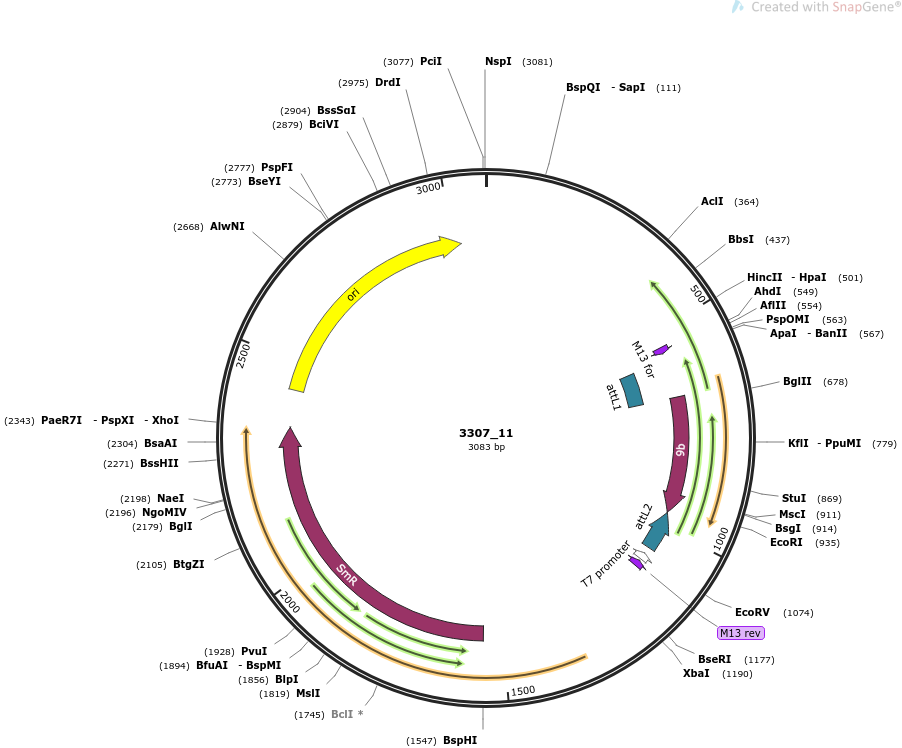 Created with SnapGene®
(3077) PciI
NspI (3081)
(2975) DrdI
BspQI - SapI (111)
(2904) BssSαI
(2879) BciVI
(2777) PspFI
(2773) BseYI
3000
AclI (364)
(2668) AlwNI
BbsI (437)
HincII - HpaI (501)
AhdI (549)
500
ori
AflII (554)
PspOMI (563)
ApaI - BanII (567)
2500
M13 for
BglII (678)
attL1
(2343) PaeR7I - PspXI - XhoI
3307_11
3083 bp
g6
(2304) BsaAI
KflI - PpuMI (779)
(2271) BssHII
(2198) NaeI
StuI (869)
(2196) NgoMIV
attL2
MscI (911)
(2179) BglI
BsgI (914)
1000
EcoRI (935)
(2105) BtgZI
T7 promoter
SmR
2000
EcoRV (1074)
M13 rev
(1928) PvuI
BseRI (1177)
(1894) BfuAI - BspMI
XbaI (1190)
(1856) BlpI
(1819) MslI
1500
(1745) BclI *
(1547) BspHI